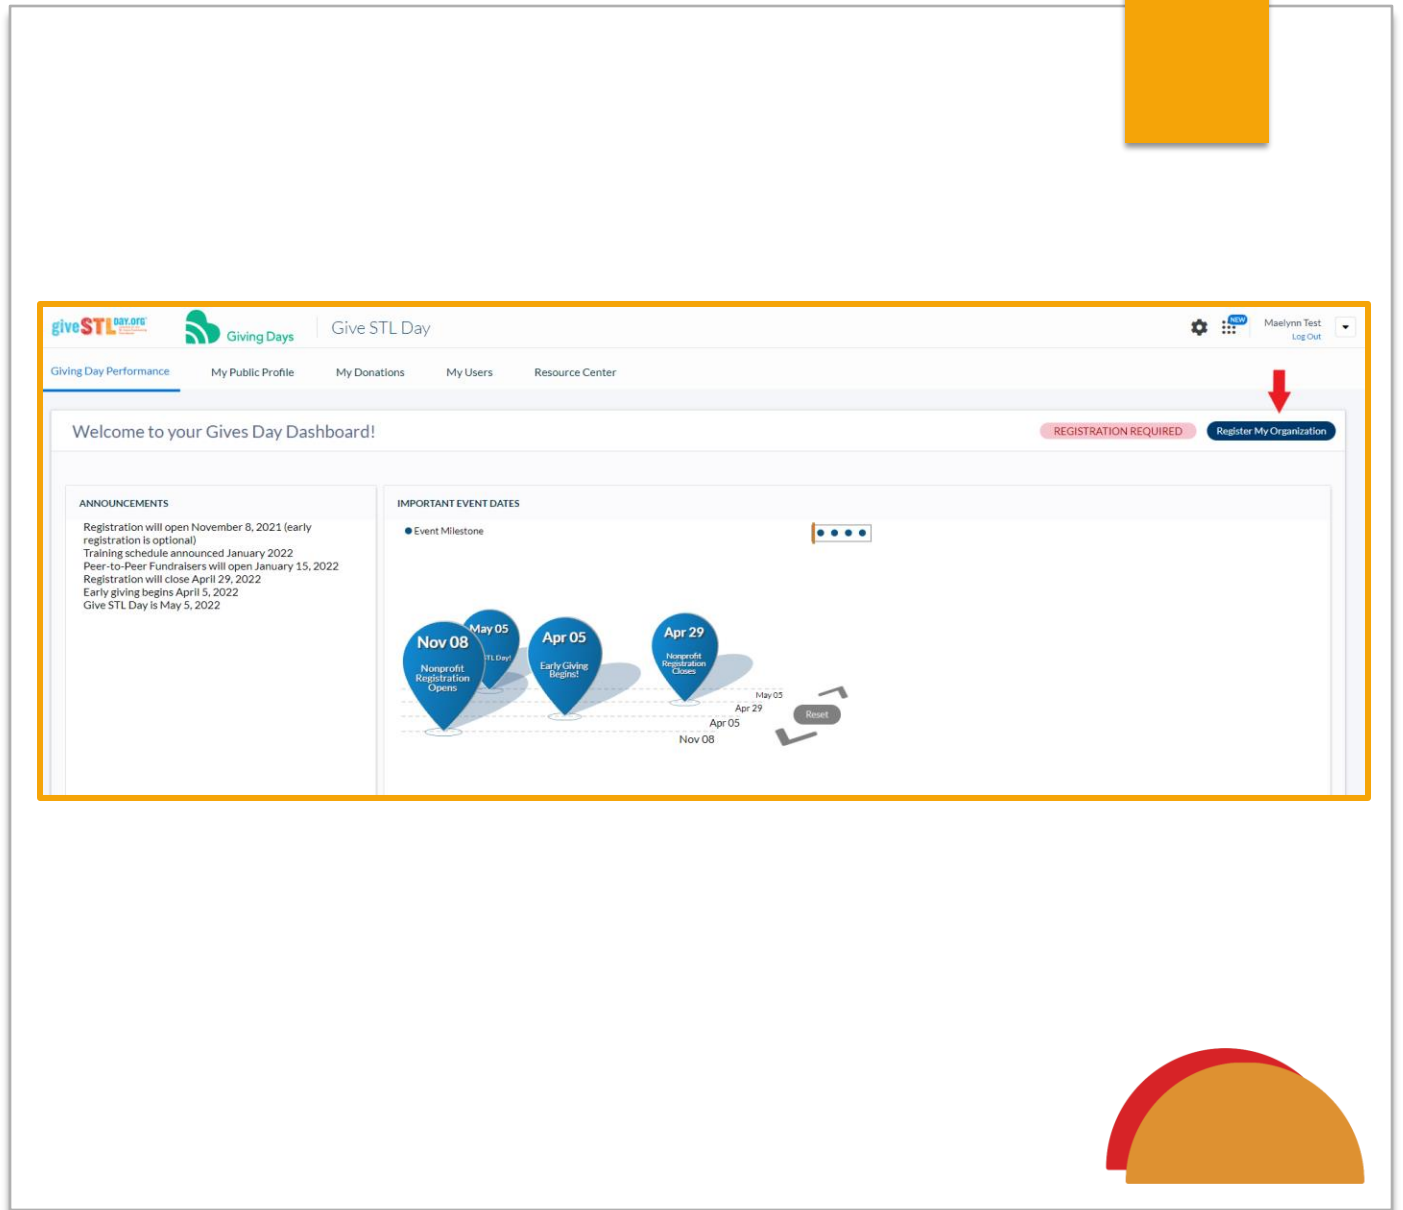 giveSTL DAY.ORG
Giving Days
Give STL Day
NEW
Maelynn Test
Log Out
Giving Day Performance
My Public Profile
My Donations
My Users
Resource Center
Welcome to your Gives Day Dashboard!
REGISTRATION REQUIRED
Register My Organization
ANNOUNCEMENTS
Registration will open November 8, 2021 (early
registration is optional)
Training schedule announced January 2022
Peer-to-Peer Fundraisers will open January 15, 2022
Registration will close April 29, 2022
Early giving begins April 5, 2022
Give STL Day is May 5, 2022
IMPORTANT EVENT DATES
Event Milestone
Nov 08
Nonprofit
Registration
Opens
May 05
STL Day!
Apr 05
Early Giving
Begins!
Apr 29
Nonprofit
Registration
Closes
May 05
Apr 29
Apr 05
Nov 08
Reset